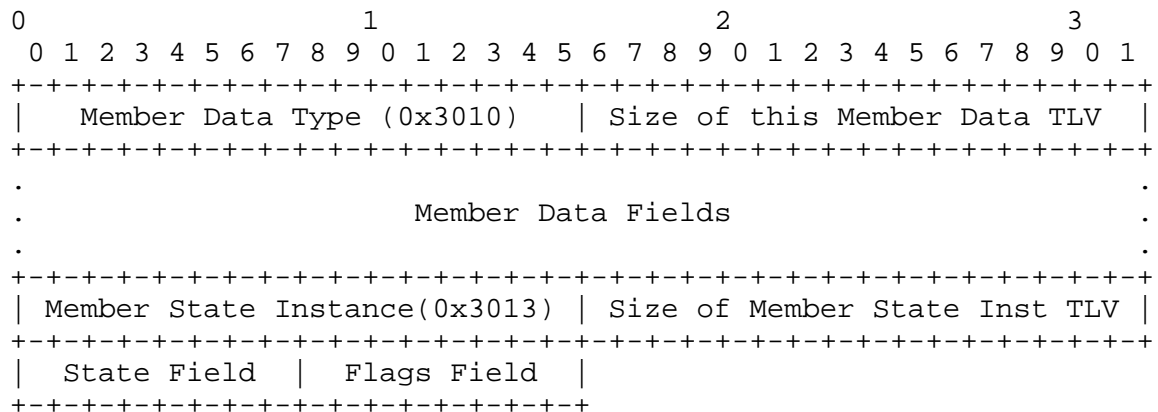 0                   1                   2                   3
 0 1 2 3 4 5 6 7 8 9 0 1 2 3 4 5 6 7 8 9 0 1 2 3 4 5 6 7 8 9 0 1
+-+-+-+-+-+-+-+-+-+-+-+-+-+-+-+-+-+-+-+-+-+-+-+-+-+-+-+-+-+-+-+-+
|   Member Data Type (0x3010)   | Size of this Member Data TLV  |
+-+-+-+-+-+-+-+-+-+-+-+-+-+-+-+-+-+-+-+-+-+-+-+-+-+-+-+-+-+-+-+-+
.                                                               .
.                      Member Data Fields                       .
.                                                               .
+-+-+-+-+-+-+-+-+-+-+-+-+-+-+-+-+-+-+-+-+-+-+-+-+-+-+-+-+-+-+-+-+
| Member State Instance(0x3013) | Size of Member State Inst TLV |
+-+-+-+-+-+-+-+-+-+-+-+-+-+-+-+-+-+-+-+-+-+-+-+-+-+-+-+-+-+-+-+-+
|  State Field  |  Flags Field  |
+-+-+-+-+-+-+-+-+-+-+-+-+-+-+-+-+